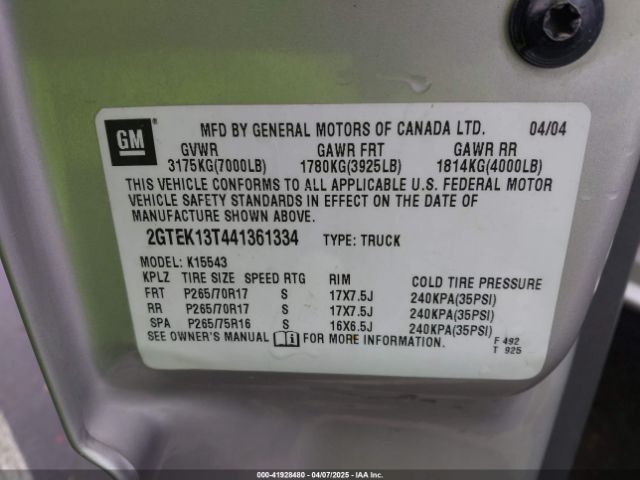 GM
MFD BY GENERAL MOTORS OF CANADA LTD. 04/04
GVWR GAWR FRT GAWR RR
3175KG(7000LB) 1780KG(3925LB) 1814KG(4000LB)
THIS VEHICLE CONFORMS TO ALL APPLICABLE U.S. FEDERAL MOTOR
VEHICLE SAFETY STANDARDS IN EFFECT ON THE DATE OF
MANUFACTURE SHOWN ABOVE.
2GTEK13T441361334 TYPE: TRUCK
MODEL: K15543
KPLZ TIRE SIZE SPEED RTG RIM COLD TIRE PRESSURE
FRT P265/70R17 S 17X7.5J 240KPA(35PSI)
RR P265/70R17 S 17X7.5J 240KPA(35PSI)
SPA P265/75R16 S 16X6.5J 240KPA(35PSI)
SEE OWNER'S MANUAL FOR MORE INFORMATION.
F 492
T 925
000-41928480 - 04/07/2025 - IAAI.com